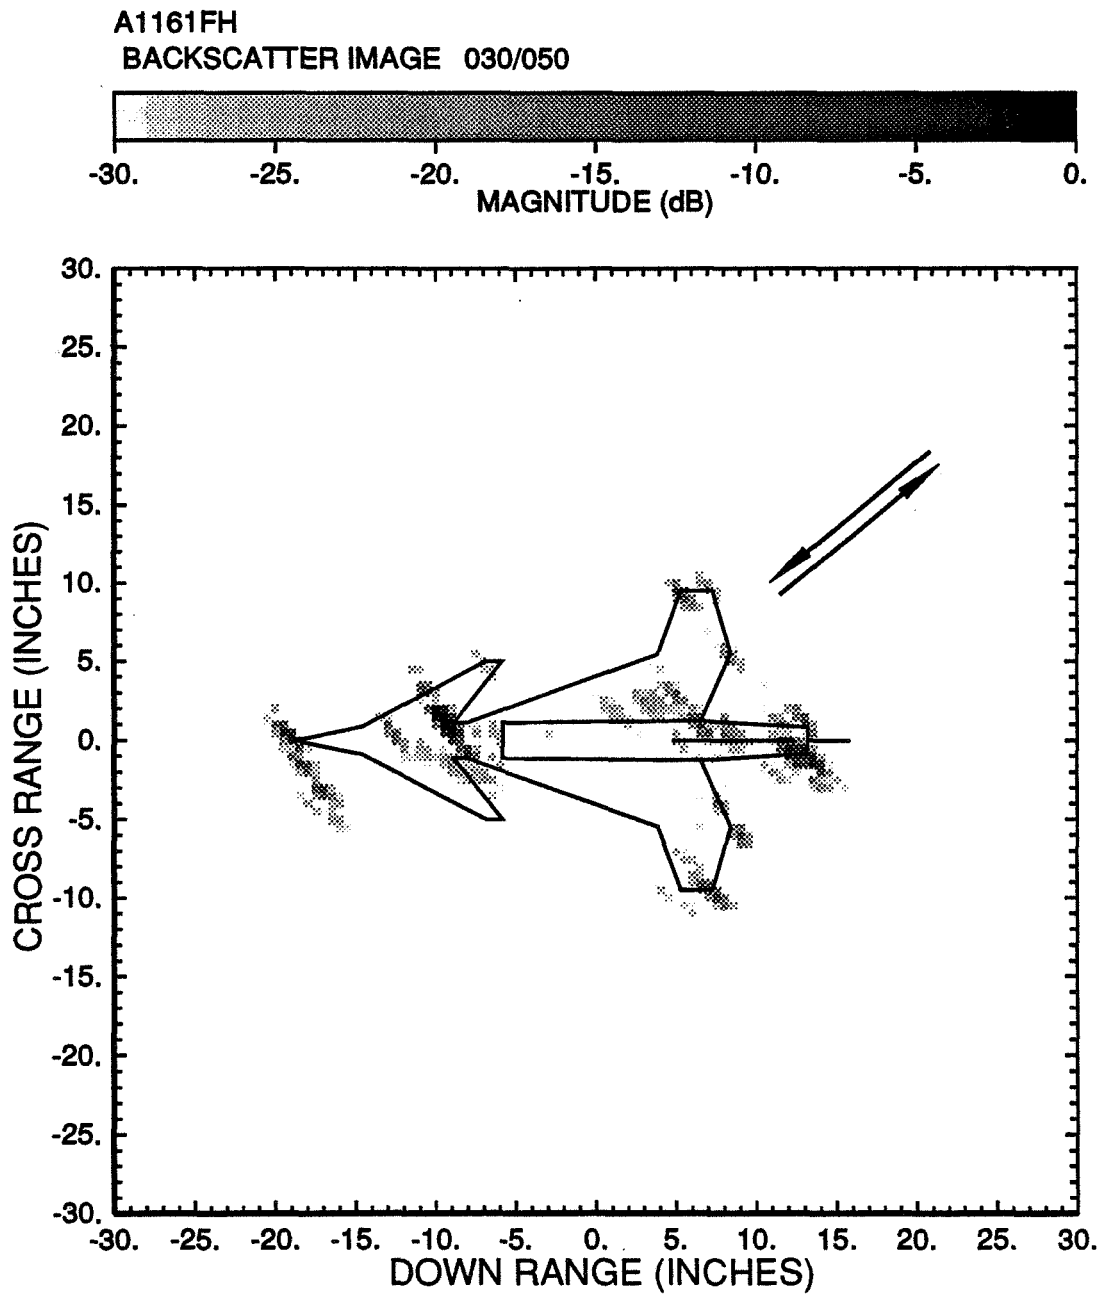 A1161FH
BACKSCATTER IMAGE 030/050
-30. -25. -20. -15. -10. -5. 0.
MAGNITUDE (dB)
30.
25.
20.
15.
10.
5.
0.
-5.
-10.
-15.
-20.
-25.
-30.
CROSS RANGE (INCHES)
-30. -25. -20. -15. -10. -5. 0. 5. 10. 15. 20. 25. 30.
DOWN RANGE (INCHES)